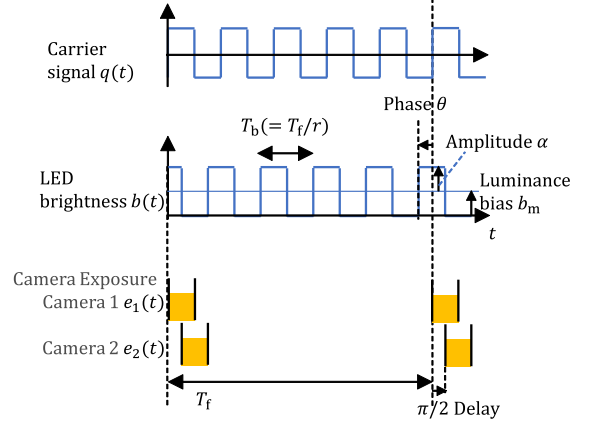 Carrier
signal q(t)
Phase θ
T_b(= T_f/r)
Amplitude α
LED
brightness b(t)
Luminance
bias b_m
t
Camera Exposure
Camera 1 e_1(t)
Camera 2 e_2(t)
T_f
π/2 Delay